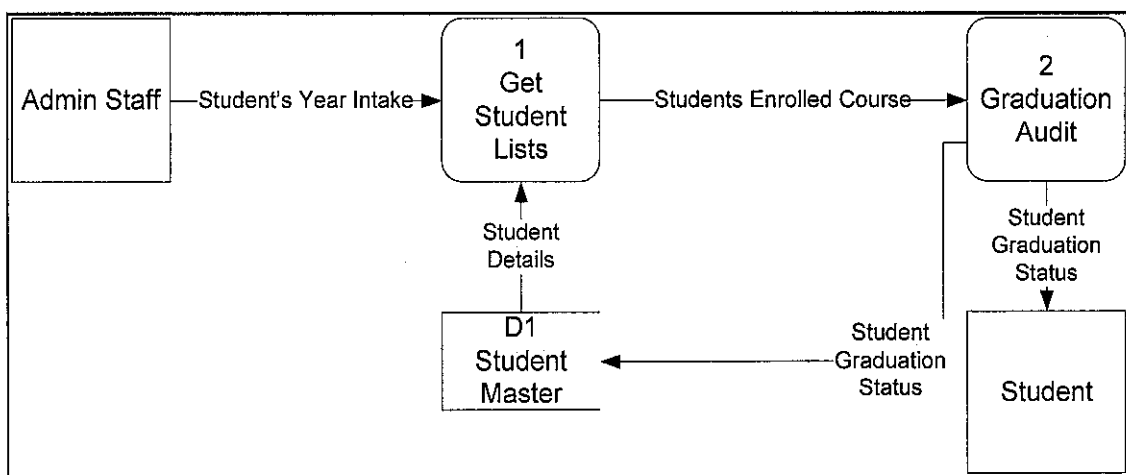 Admin Staff
Student's Year Intake
1
Get
Student
Lists
Students Enrolled Course
2
Graduation
Audit
Student
Details
Student
Graduation
Status
D1
Student
Master
Student
Graduation
Status
Student